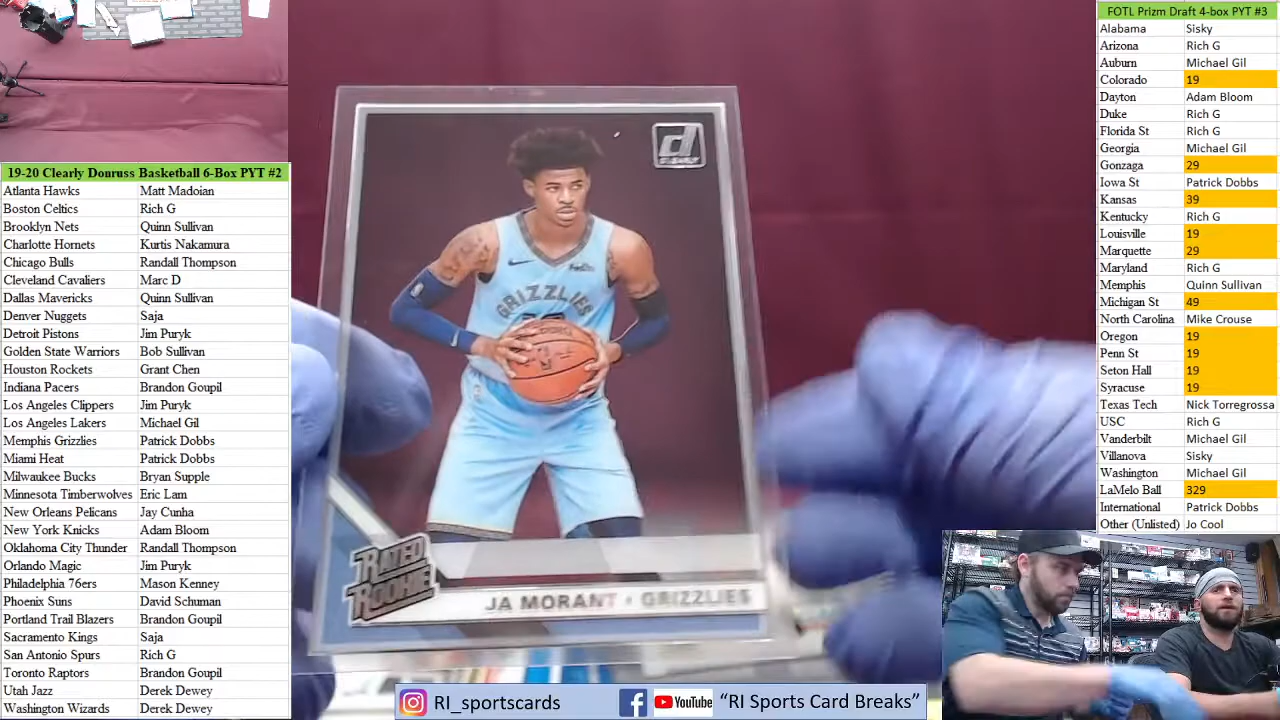 19-20 Clearly Donruss Basketball 6-Box PYT #2
Atlanta Hawks Matt Madoian
Boston Celtics Rich G
Brooklyn Nets Quinn Sullivan
Charlotte Hornets Kurtis Nakamura
Chicago Bulls Randall Thompson
Cleveland Cavaliers Marc D
Dallas Mavericks Quinn Sullivan
Denver Nuggets Saja
Detroit Pistons Jim Puryk
Golden State Warriors Bob Sullivan
Houston Rockets Grant Chen
Indiana Pacers Brandon Goupil
Los Angeles Clippers Jim Puryk
Los Angeles Lakers Michael Gil
Memphis Grizzlies Patrick Dobbs
Miami Heat Patrick Dobbs
Milwaukee Bucks Bryan Supple
Minnesota Timberwolves Eric Lam
New Orleans Pelicans Jay Cunha
New York Knicks Adam Bloom
Oklahoma City Thunder Randall Thompson
Orlando Magic Jim Puryk
Philadelphia 76ers Mason Kenney
Phoenix Suns David Schuman
Portland Trail Blazers Brandon Goupil
Sacramento Kings Saja
San Antonio Spurs Rich G
Toronto Raptors Brandon Goupil
Utah Jazz Derek Dewey
Washington Wizards Derek Dewey
d
GRIZZLIES
RATED
ROOKIE
JA MORANT • GRIZZLIES
RI_sportscards
YouTube
"RI Sports Card Breaks"
FOTL Prizm Draft 4-box PYT #3
Alabama Sisky
Arizona Rich G
Auburn Michael Gil
Colorado 19
Dayton Adam Bloom
Duke Rich G
Florida St Rich G
Georgia Michael Gil
Gonzaga 29
Iowa St Patrick Dobbs
Kansas 39
Kentucky Rich G
Louisville 19
Marquette 29
Maryland Rich G
Memphis Quinn Sullivan
Michigan St 49
North Carolina Mike Crouse
Oregon 19
Penn St 19
Seton Hall 19
Syracuse 19
Texas Tech Nick Torregrossa
USC Rich G
Vanderbilt Michael Gil
Villanova Sisky
Washington Michael Gil
LaMelo Ball 329
International Patrick Dobbs
Other (Unlisted) Jo Cool